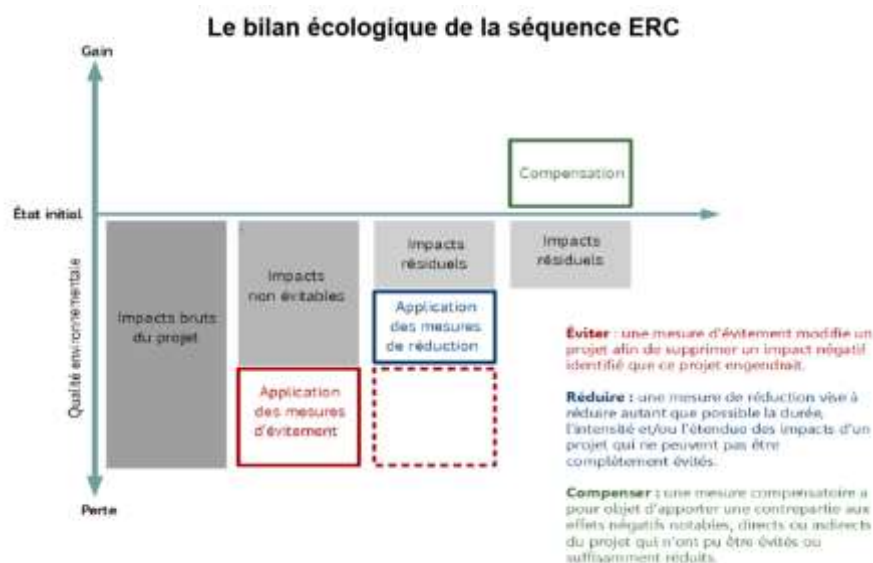 Le bilan écologique de la séquence ERC
Gain
Compensation
État initial
Qualité environnementale
Impacts bruts
du projet
Impacts
non évitables
Impacts
résiduels
Impacts
résiduels
Application
des mesures
de réduction
Application
des mesures
d'évitement
Perte
Éviter : une mesure d'évitement modifie un
projet afin de supprimer un impact négatif
identifié que ce projet engendrait.
Réduire : une mesure de réduction vise à
réduire autant que possible la durée,
l'intensité et/ou l'étendue des impacts d'un
projet qui ne peuvent pas être
complètement évités.
Compenser : une mesure compensatoire a
pour objet d'apporter une contrepartie aux
effets négatifs notables, directs ou indirects
du projet qui n'ont pu être évités ou
suffisamment réduits.